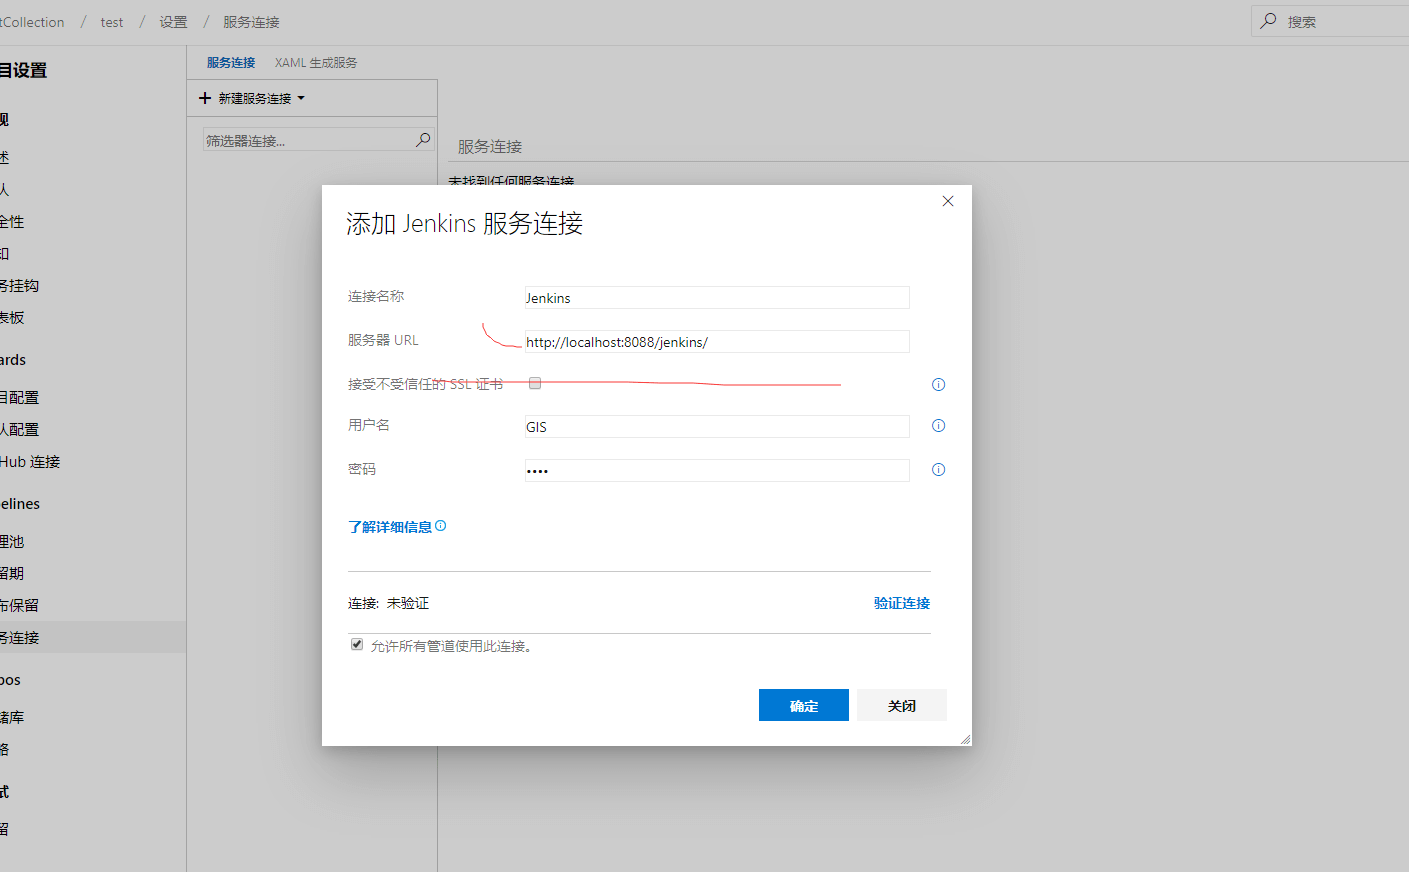 tCollection / test / 设置 / 服务连接
搜索
目设置
服务连接 XAML 生成服务
新建服务连接
筛选器连接...
服务连接
未找到任何服务连接
规
述
人
全性
知
务挂钩
表板
ards
目配置
认配置
Hub 连接
elines
理池
留期
布保留
务连接
pos
储库
略
试
留
添加 Jenkins 服务连接
连接名称 Jenkins
服务器 URL http://localhost:8088/jenkins/
接受不受信任的 SSL 证书
用户名 GIS
密码 ••••
了解详细信息
连接: 未验证 验证连接
允许所有管道使用此连接。
确定 关闭